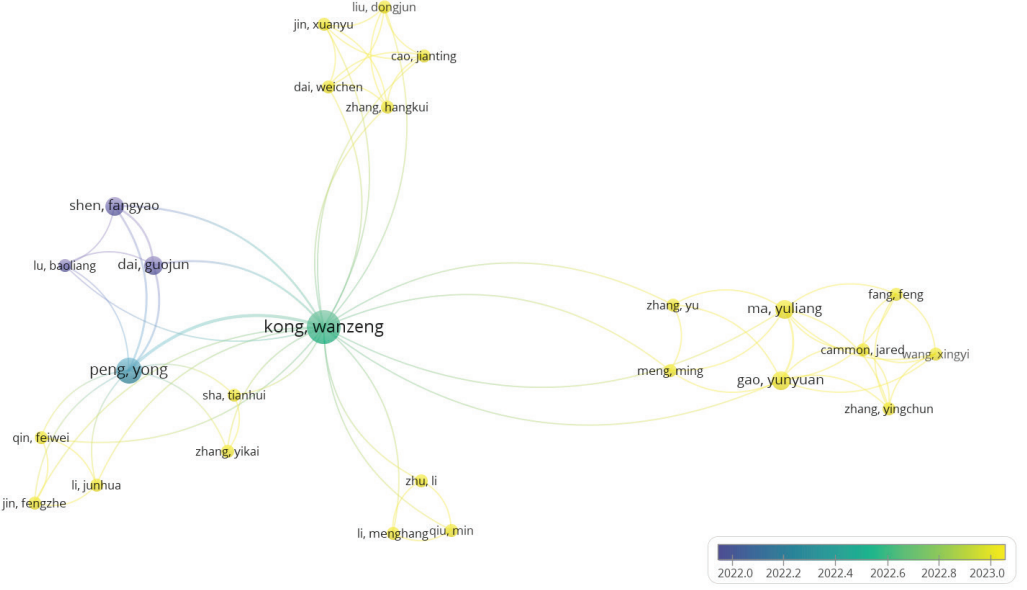 liu, dongjun
jin, xuanyu
cao, jianting
dai, weichen
zhang, hangkui
shen, fangyao
lu, baoliang
dai, guojun
kong, wanzeng
peng, yong
zhang, yu
ma, yuliang
fang, feng
cammon, jared
wang, xingyi
meng, ming
gao, yunyuan
zhang, yingchun
sha, tianhui
qin, feiwei
zhang, yikai
li, junhua
jin, fengzhe
zhu, li
li, menghang
qiu, min
2022.0 2022.2 2022.4 2022.6 2022.8 2023.0